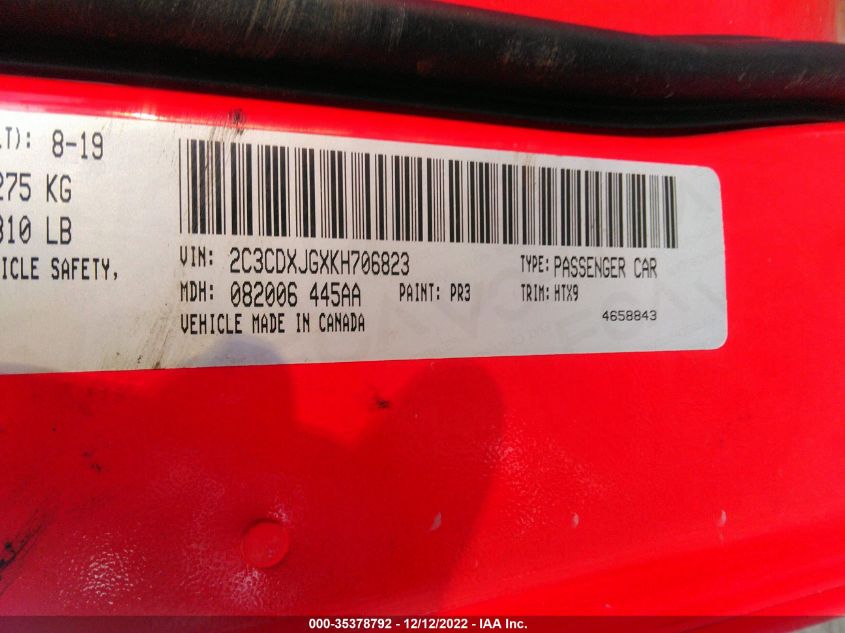 LT): 8-19
275 KG
310 LB
ICLE SAFETY,
VIN: 2C3CDXJGXKH706823 TYPE: PASSENGER CAR
MDH: 082006 445AA PAINT: PR3 TRIM: HTX9
VEHICLE MADE IN CANADA 4658843
000-35378792 - 12/12/2022 - IAA Inc.